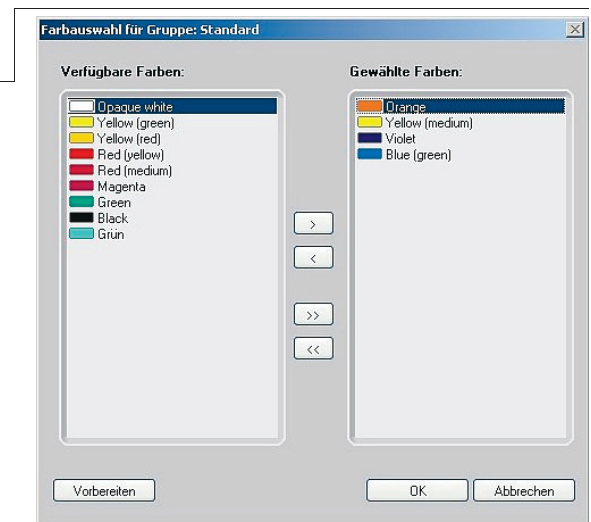 Farbauswahl für Gruppe: Standard
Verfügbare Farben:
Opaque white
Yellow (green)
Yellow (red)
Red (yellow)
Red (medium)
Magenta
Green
Black
Grün
>
<
>>
<<
Gewählte Farben:
Orange
Yellow (medium)
Violet
Blue (green)
Vorbereiten
OK
Abbrechen